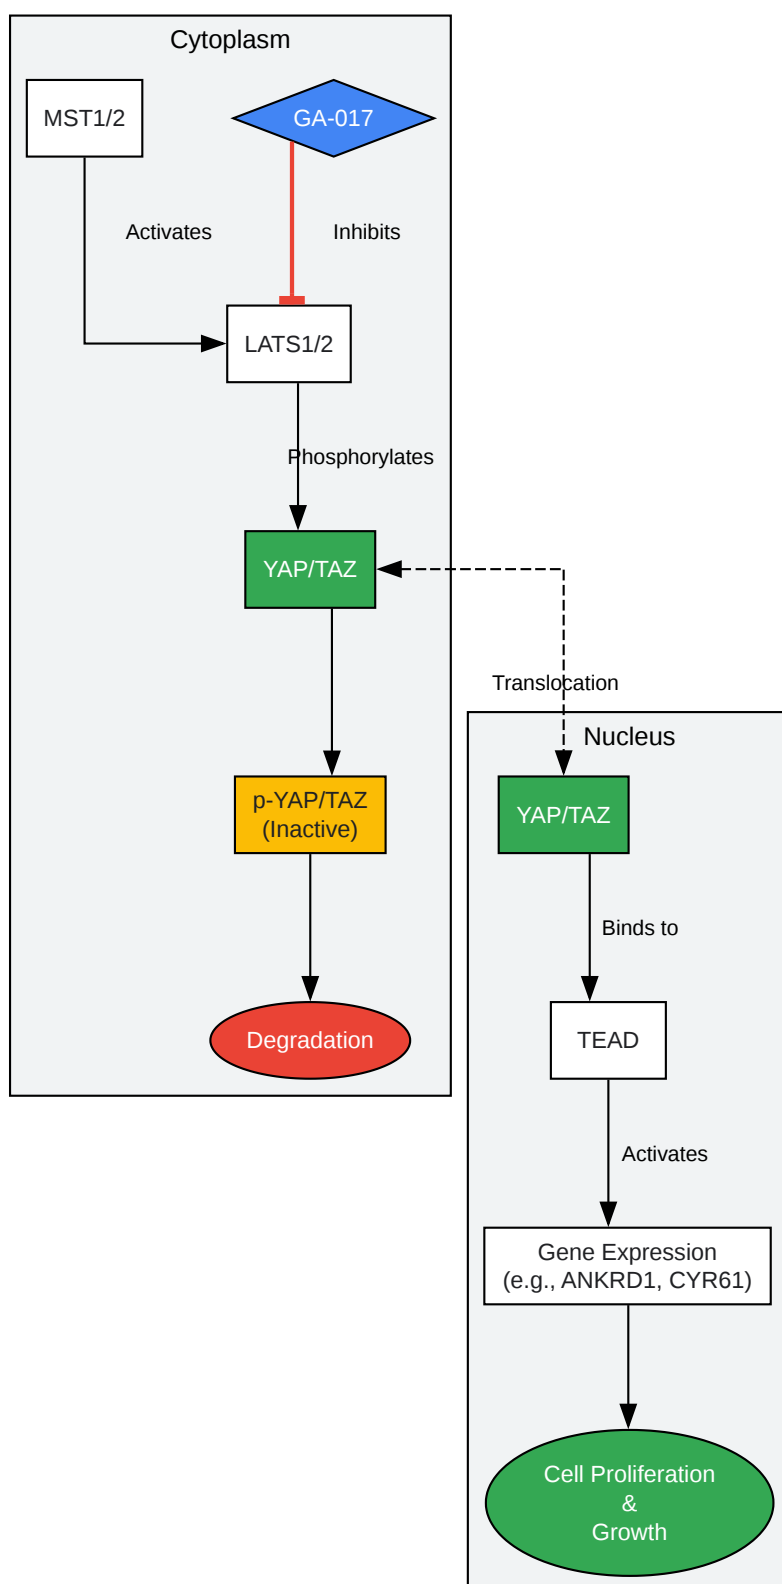 Cytoplasm
MST1/2
GA-017
Activates
Inhibits
LATS1/2
Phosphorylates
YAP/TAZ
Translocation
Nucleus
p-YAP/TAZ
(Inactive)
YAP/TAZ
Binds to
Degradation
TEAD
Activates
Gene Expression
(e.g., ANKRD1, CYR61)
Cell Proliferation
&
Growth